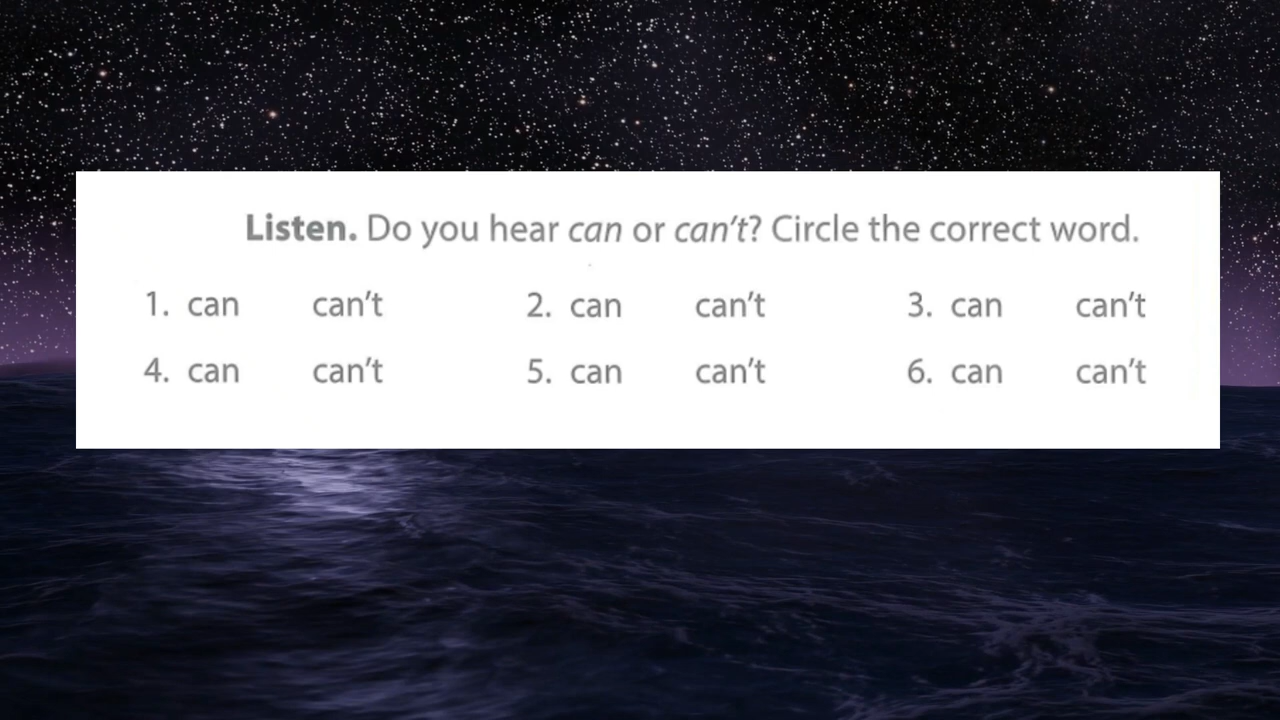 Listen. Do you hear can or can't? Circle the correct word.
1. can can't 2. can can't 3. can can't
4. can can't 5. can can't 6. can can't